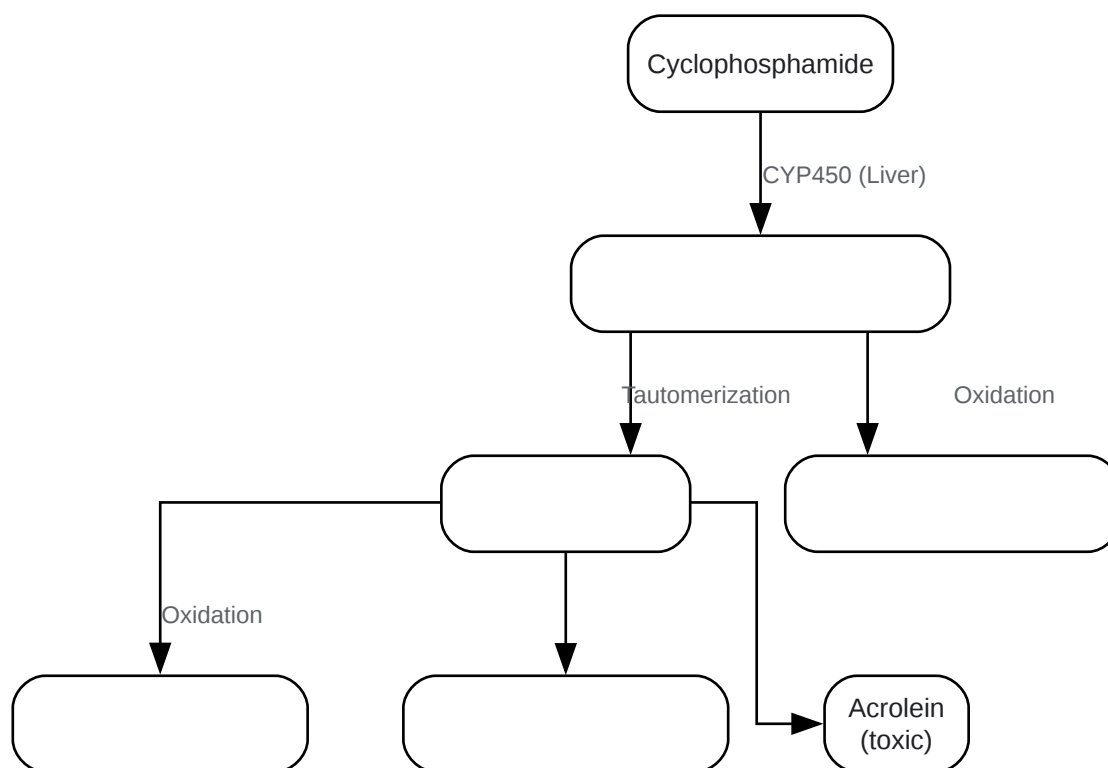 Cyclophosphamide
CYP450 (Liver)
Tautomerization
Oxidation
Oxidation
Acrolein
(toxic)